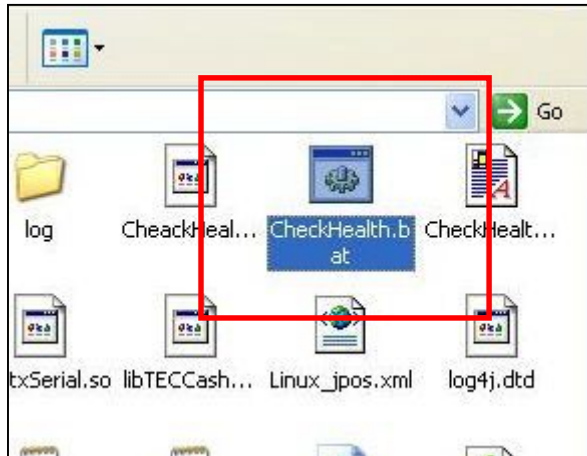 Go
log
CheackHeal...
CheckHealth.b
at
CheckHealt...
txSerial.so
libTECCash...
Linux_jpos.xml
log4j.dtd